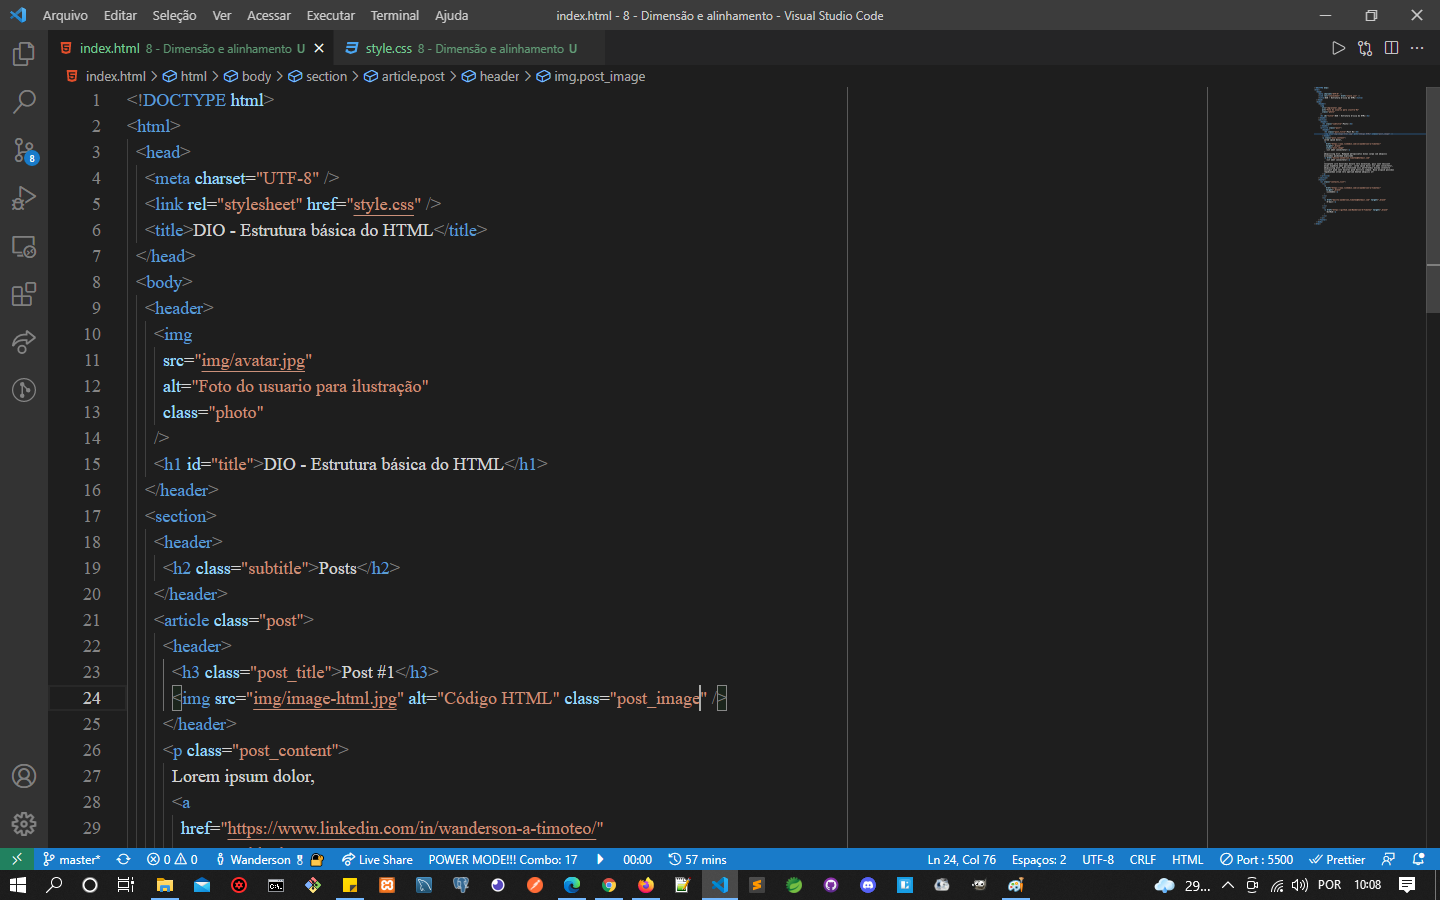 Arquivo Editar Seleção Ver Acessar Executar Terminal Ajuda index.html - 8 - Dimensão e alinhamento - Visual Studio Code
index.html 8 - Dimensão e alinhamento U style.css 8 - Dimensão e alinhamento U
index.html > html > body > section > article.post > header > img.post_image
1 <!DOCTYPE html>
2 <html>
3 <head>
4 <meta charset="UTF-8" />
5 <link rel="stylesheet" href="style.css" />
6 <title>DIO - Estrutura básica do HTML</title>
7 </head>
8 <body>
9 <header>
10 <img
11 src="img/avatar.jpg"
12 alt="Foto do usuario para ilustração"
13 class="photo"
14 />
15 <h1 id="title">DIO - Estrutura básica do HTML</h1>
16 </header>
17 <section>
18 <header>
19 <h2 class="subtitle">Posts</h2>
20 </header>
21 <article class="post">
22 <header>
23 <h3 class="post_title">Post #1</h3>
24 <img src="img/image-html.jpg" alt="Código HTML" class="post_image" />
25 </header>
26 <p class="post_content">
27 Lorem ipsum dolor,
28 <a
29 href="https://www.linkedin.com/in/wanderson-a-timoteo/"
8
master* 0 0 Wanderson Live Share POWER MODE!!! Combo: 17 00:00 57 mins Ln 24, Col 76 Espaços: 2 UTF-8 CRLF HTML Port : 5500 Prettier
29... POR 10:08